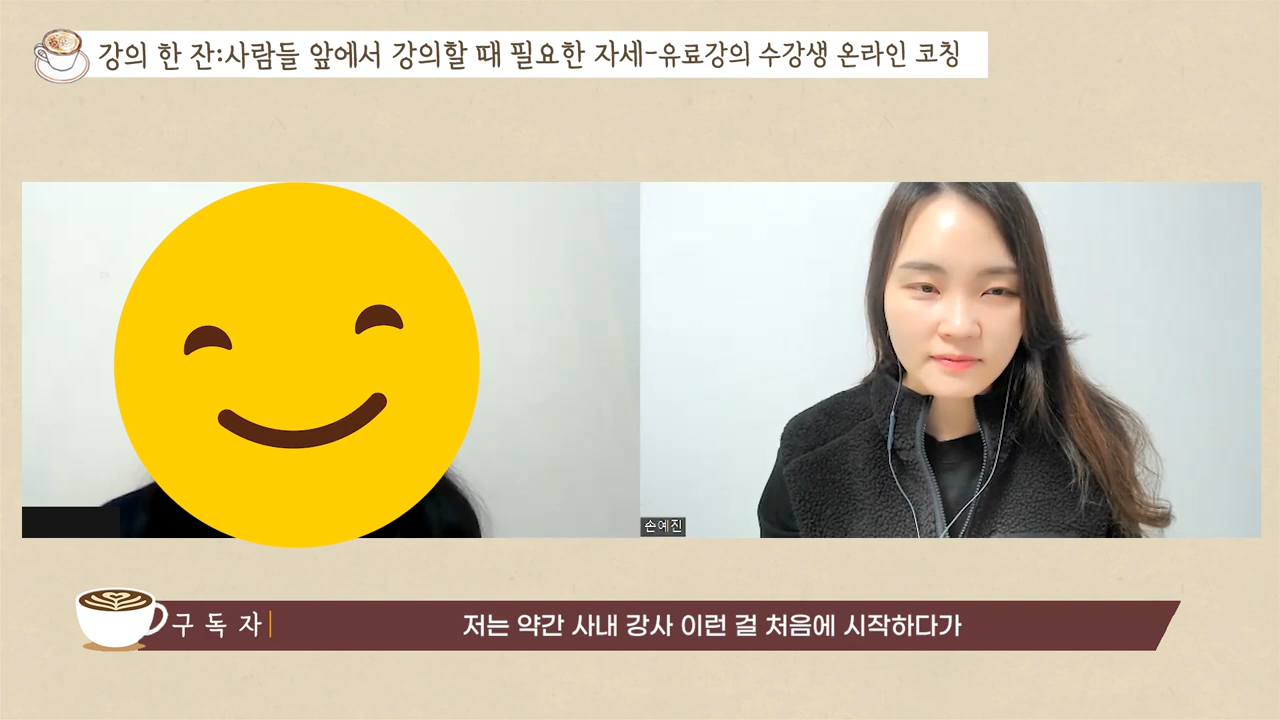 강의 한 잔:사람들 앞에서 강의할 때 필요한 자세-유료강의 수강생 온라인 코칭
손예진
구 독 자
저는 약간 사내 강사 이런 걸 처음에 시작하다가